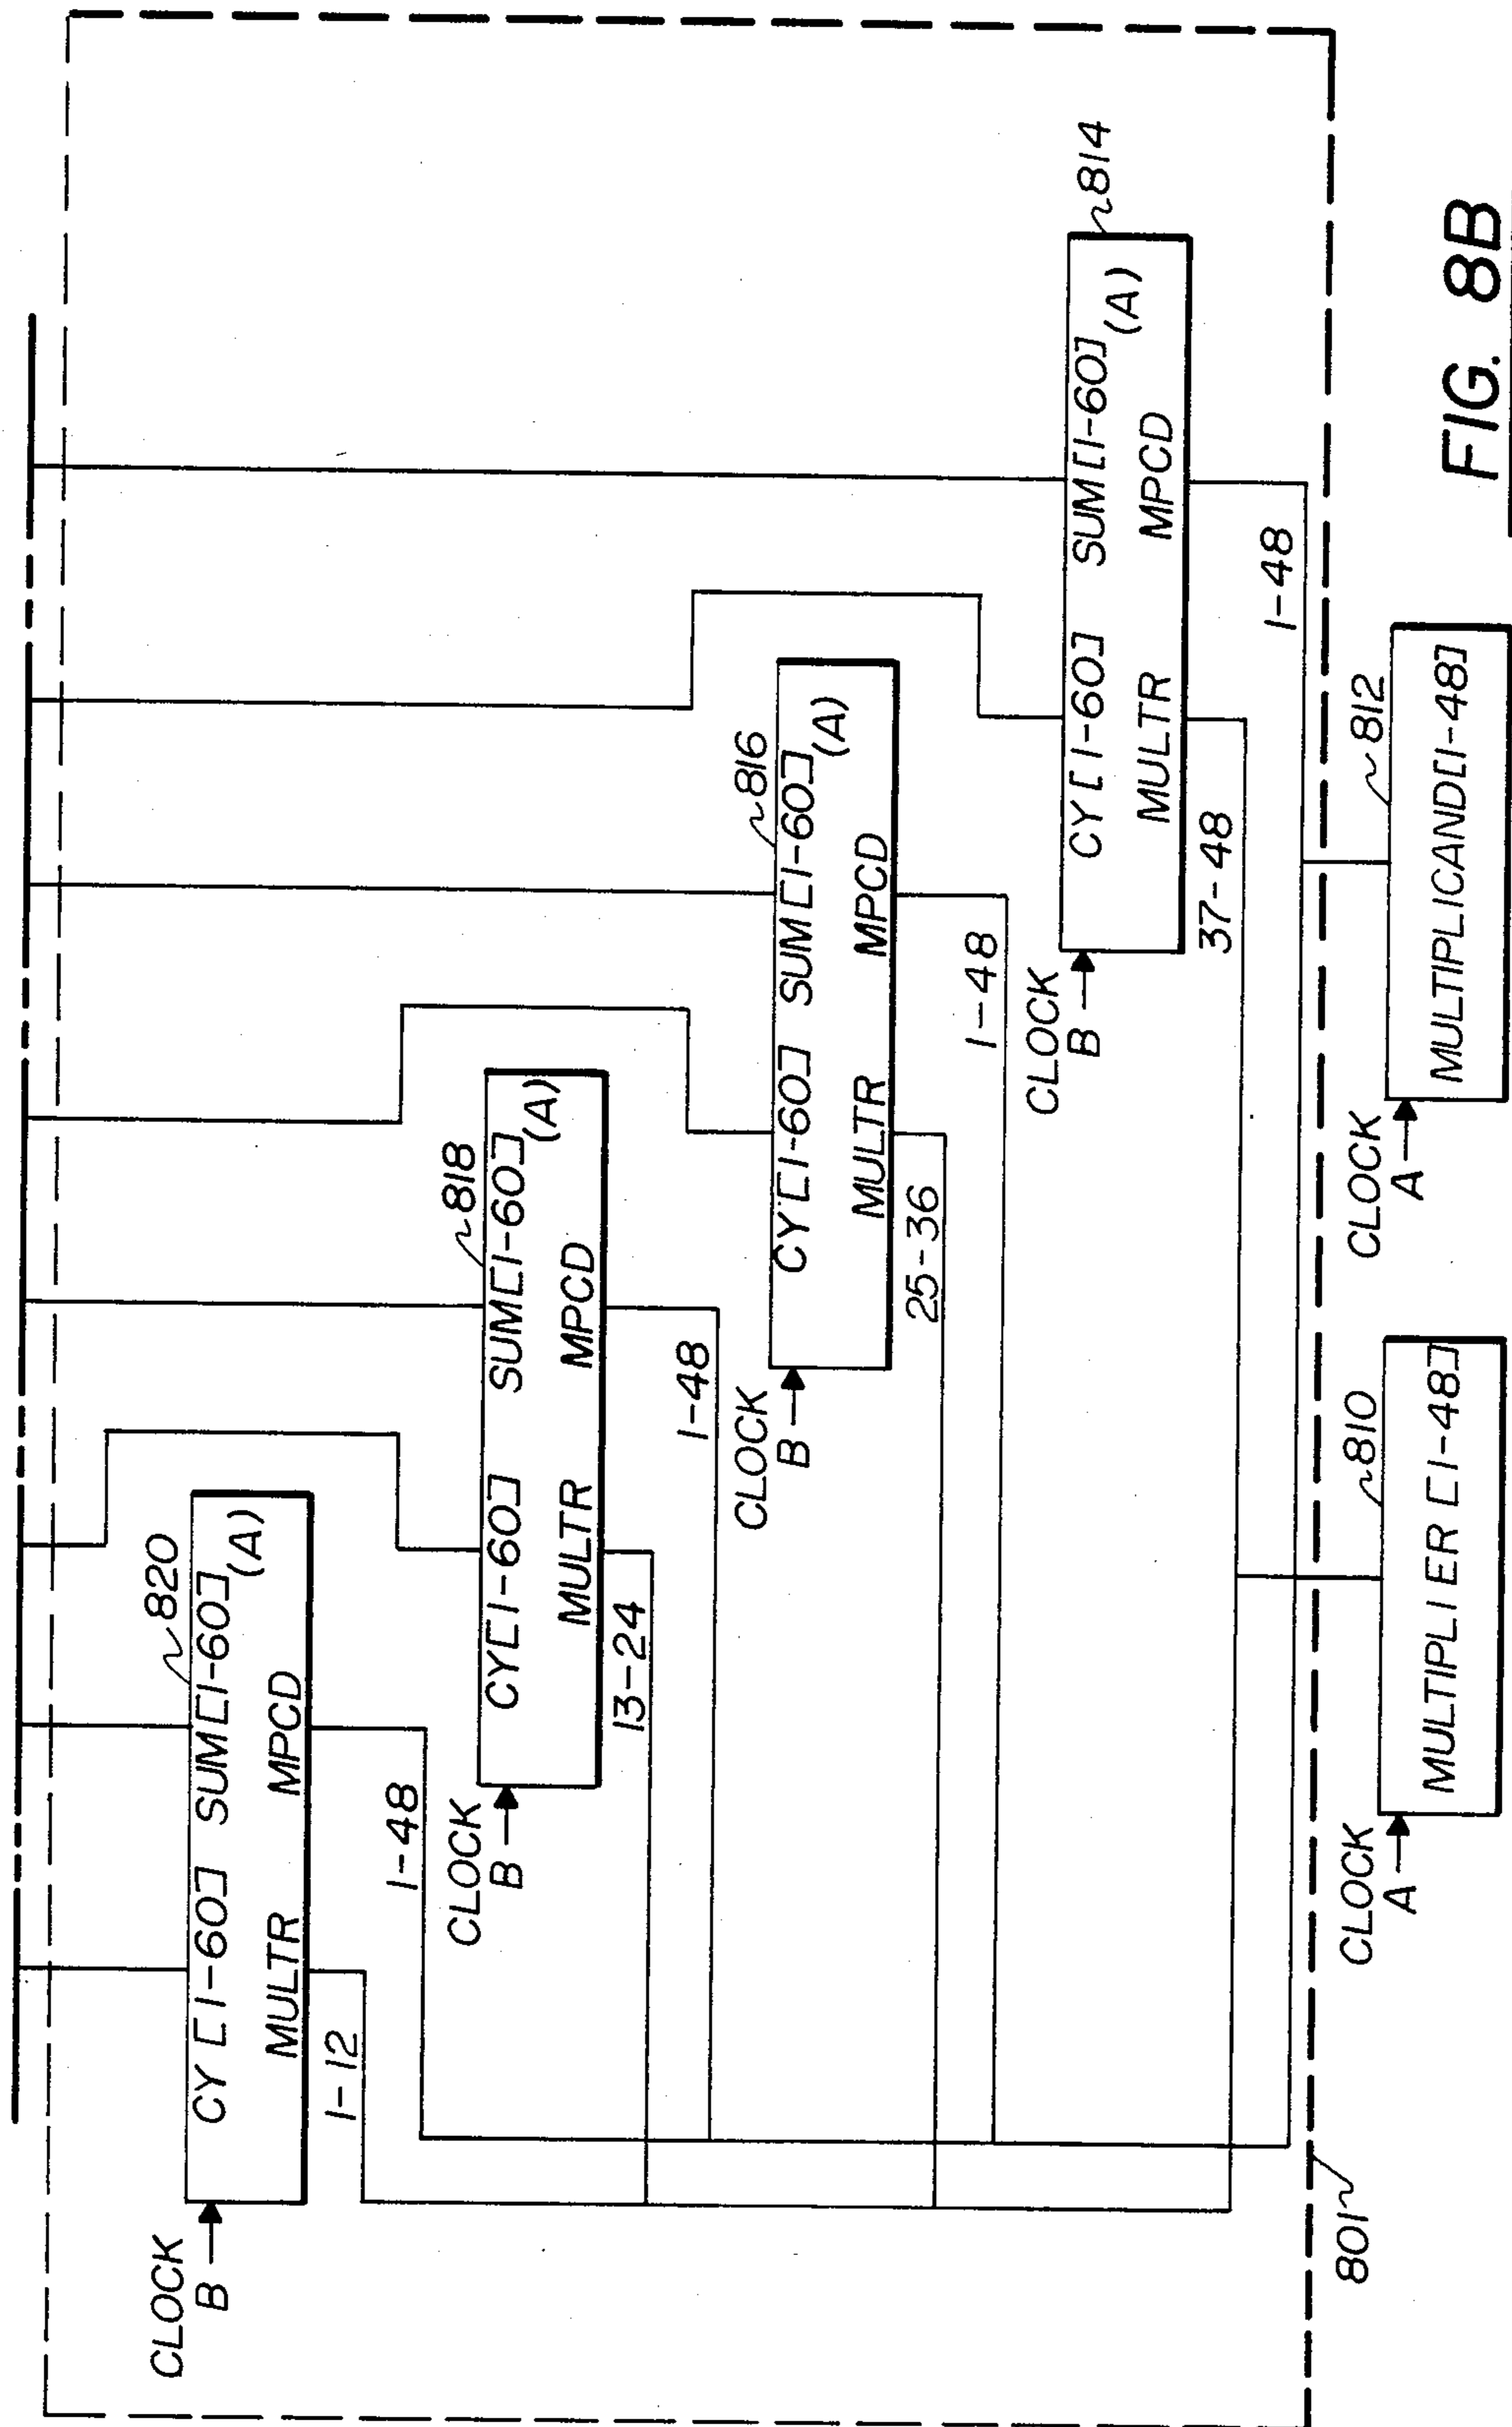 CLOCK
B
820
CY [1-60] SUM[1-60]
(A)
MULTR MPCD
1-12
1-48
CLOCK
B
818
CY[1-60] SUM[1-60]
(A)
MULTR MPCD
13-24
1-48
CLOCK
B
816
CY[1-60] SUM[1-60]
(A)
MULTR MPCD
25-36
1-48
CLOCK
B
814
CY[1-60] SUM[1-60]
(A)
MULTR MPCD
37-48
1-48
801
CLOCK
A
810
MULTIPLIER [1-48]
CLOCK
A
812
MULTIPLICAND[1-48]
FIG. 8B